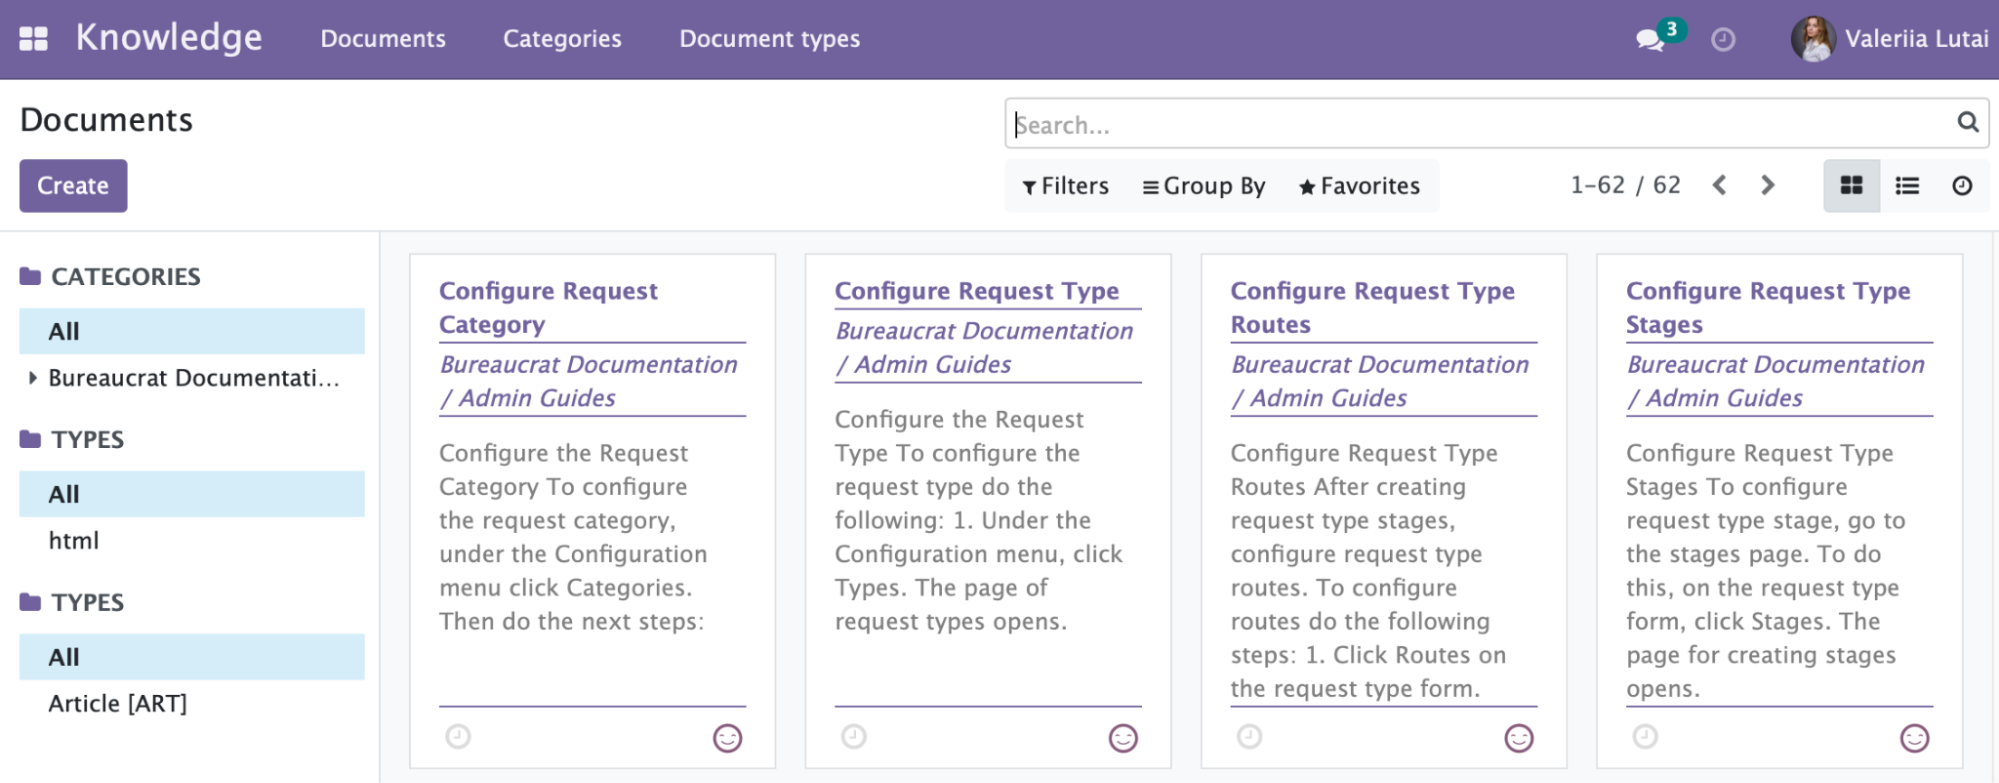 Knowledge Documents Categories Document types 3 Valeriia Lutai
Documents
Search...
Create
Filters Group By Favorites 1-62 / 62
CATEGORIES
All
Bureaucrat Documentati...
TYPES
All
html
TYPES
All
Article [ART]
Configure Request
Category
Bureaucrat Documentation
/ Admin Guides
Configure the Request
Category To configure
the request category,
under the Configuration
menu click Categories.
Then do the next steps:
Configure Request Type
Bureaucrat Documentation
/ Admin Guides
Configure the Request
Type To configure the
request type do the
following: 1. Under the
Configuration menu, click
Types. The page of
request types opens.
Configure Request Type
Routes
Bureaucrat Documentation
/ Admin Guides
Configure Request Type
Routes After creating
request type stages,
configure request type
routes. To configure
routes do the following
steps: 1. Click Routes on
the request type form.
Configure Request Type
Stages
Bureaucrat Documentation
/ Admin Guides
Configure Request Type
Stages To configure
request type stage, go to
the stages page. To do
this, on the request type
form, click Stages. The
page for creating stages
opens.